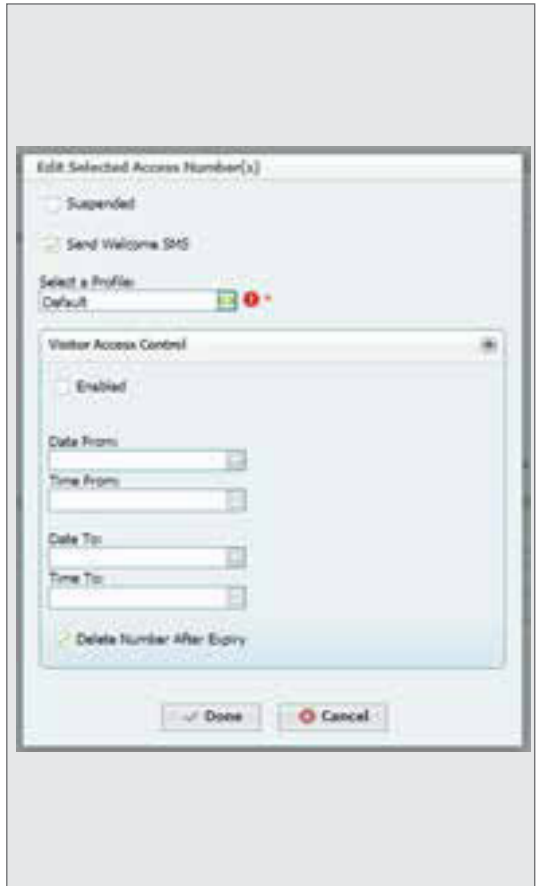 Edit Selected Access Number(s)
Suspended
Send Welcome SMS
Select a Profile:
Default
*
Visitor Access Control
Enabled
Date From:
Time From:
Date To:
Time To:
Delete Number After Expiry
Done
Cancel